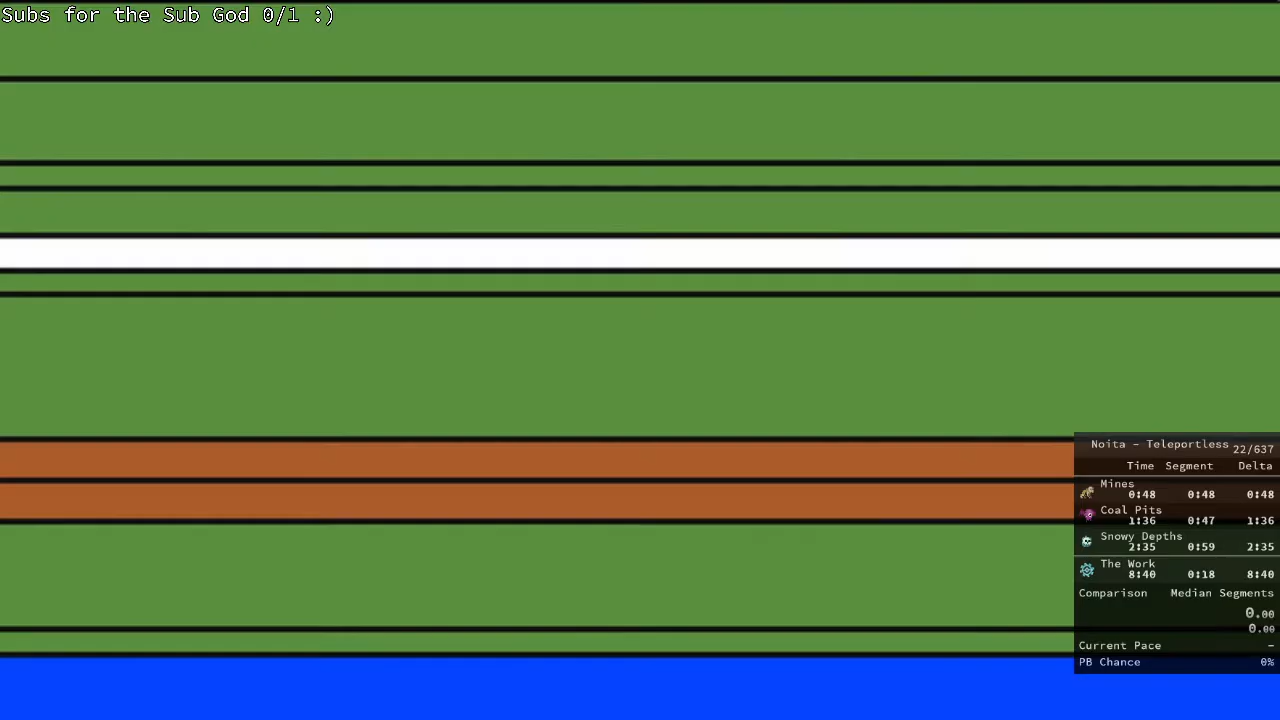 Subs for the Sub God 0/1 :)
Noita - Teleportless 22/637
Time Segment Delta
Mines
0:48 0:48 0:48
Coal Pits
1:36 0:47 1:36
Snowy Depths
2:35 0:59 2:35
The Work
8:40 0:18 8:40
Comparison Median Segments
0.00
0.00
Current Pace -
PB Chance 0%